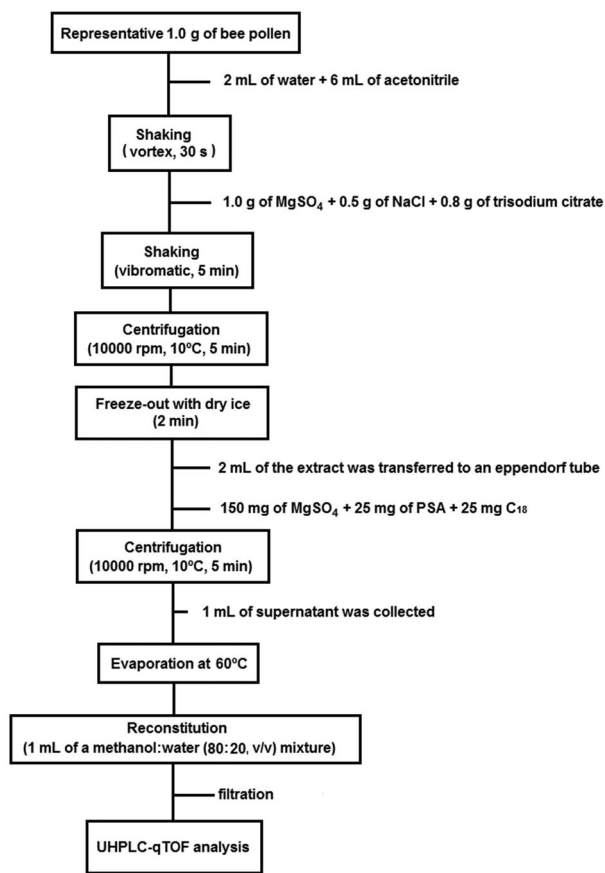 Representative 1.0 g of bee pollen
2 mL of water + 6 mL of acetonitrile
Shaking
(vortex, 30 s)
1.0 g of MgSO₄ + 0.5 g of NaCl + 0.8 g of trisodium citrate
Shaking
(vibromatic, 5 min)
Centrifugation
(10000 rpm, 10ºC, 5 min)
Freeze-out with dry ice
(2 min)
2 mL of the extract was transferred to an eppendorf tube
150 mg of MgSO₄ + 25 mg of PSA + 25 mg C₁₈
Centrifugation
(10000 rpm, 10ºC, 5 min)
1 mL of supernatant was collected
Evaporation at 60ºC
Reconstitution
(1 mL of a methanol:water (80:20, v/v) mixture)
filtration
UHPLC-qTOF analysis